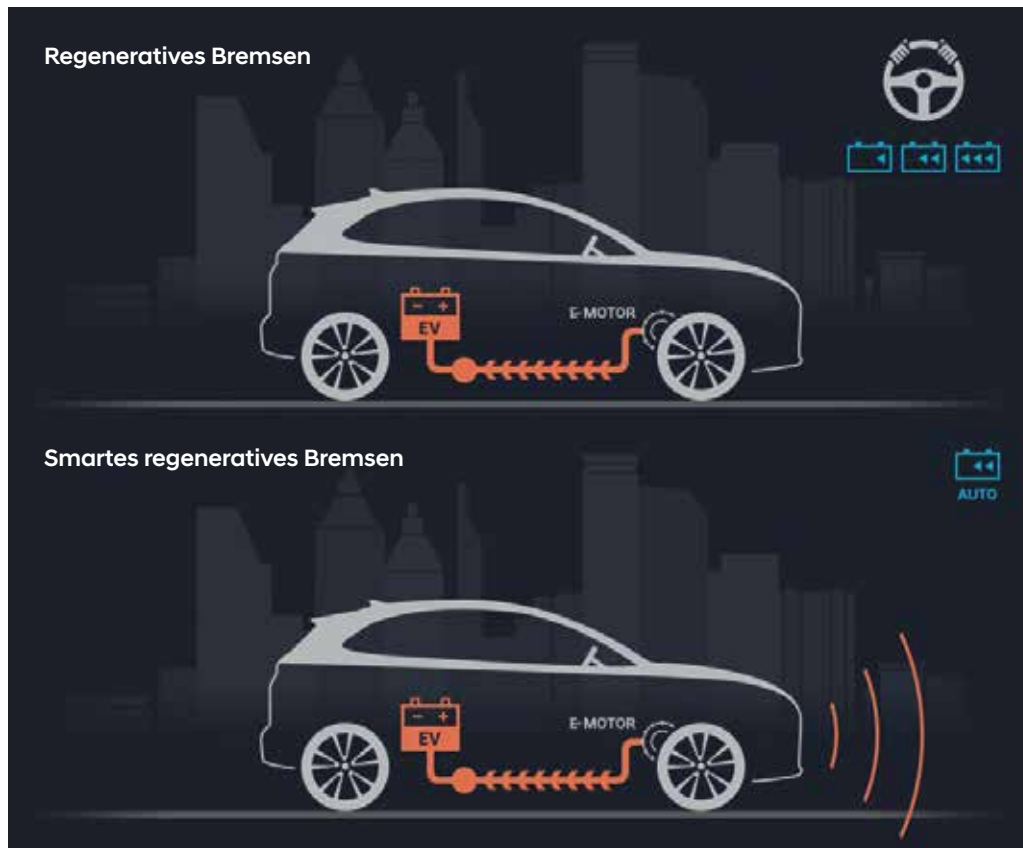 Regeneratives Bremsen
E-MOTOR
- +
EV
Smartes regeneratives Bremsen
AUTO
E-MOTOR
- +
EV